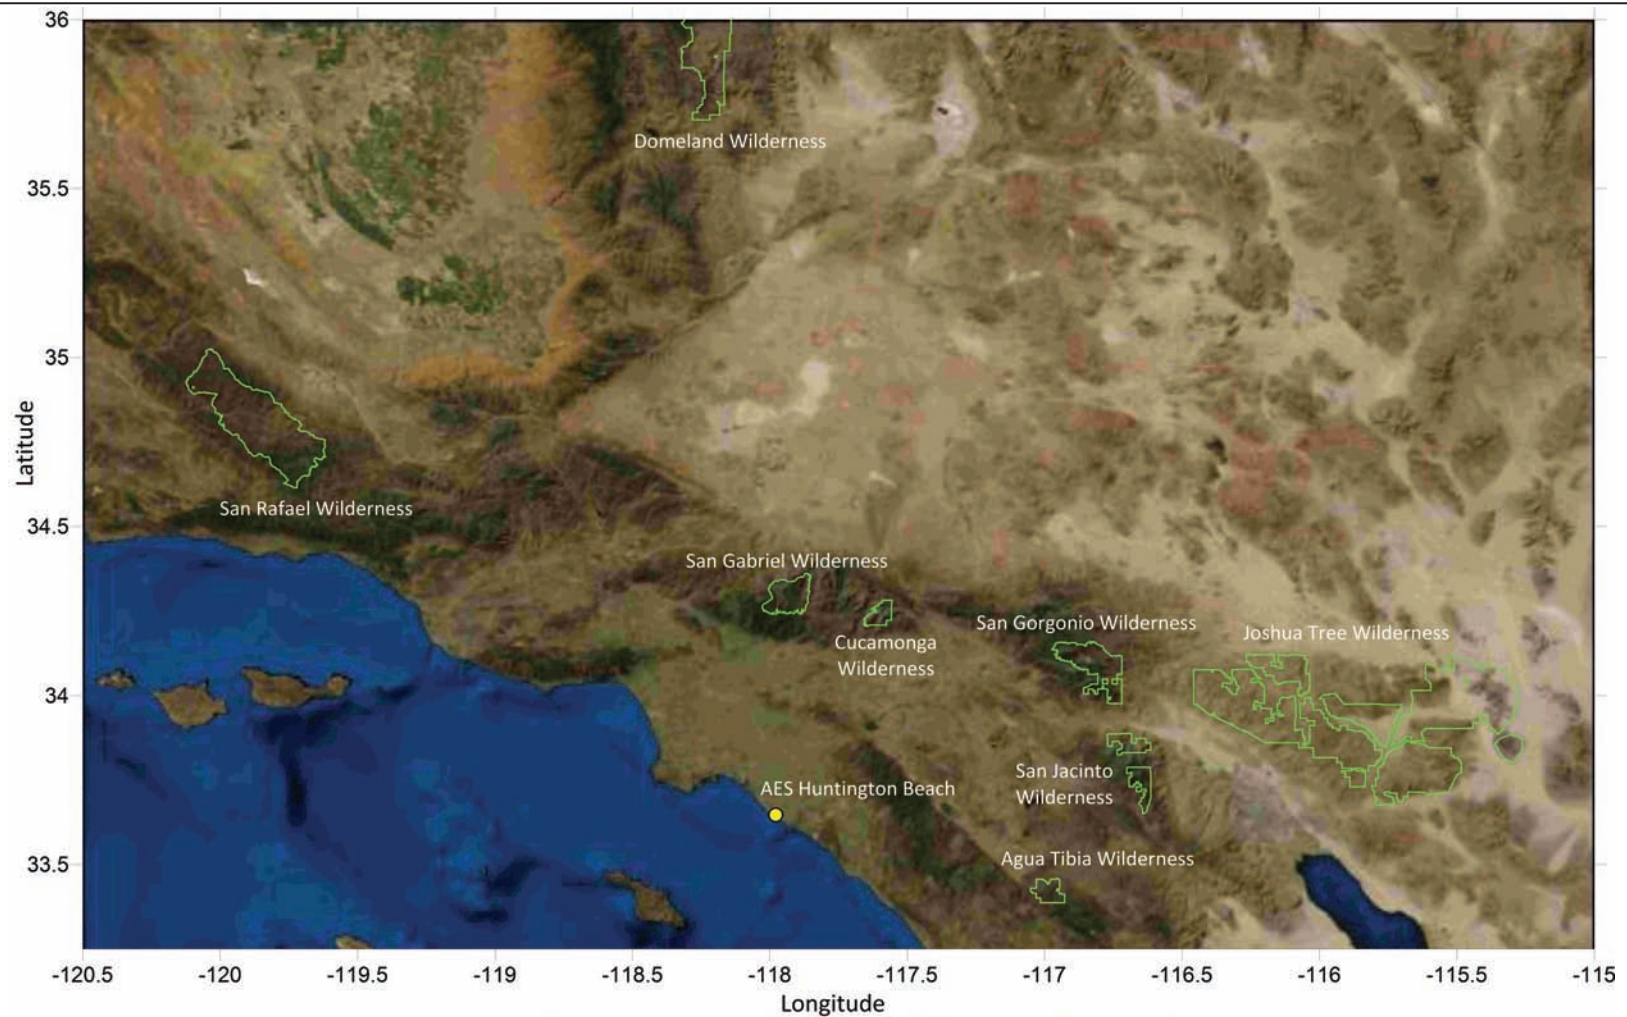 36
35.5
35
34.5
34
33.5
Latitude
Domeland Wilderness
San Rafael Wilderness
San Gabriel Wilderness
Cucamonga
Wilderness
San Gorgonio Wilderness
Joshua Tree Wilderness
San Jacinto
Wilderness
AES Huntington Beach
Agua Tibia Wilderness
-120.5 -120 -119.5 -119 -118.5 -118 -117.5 -117 -116.5 -116 -115.5 -115
Longitude